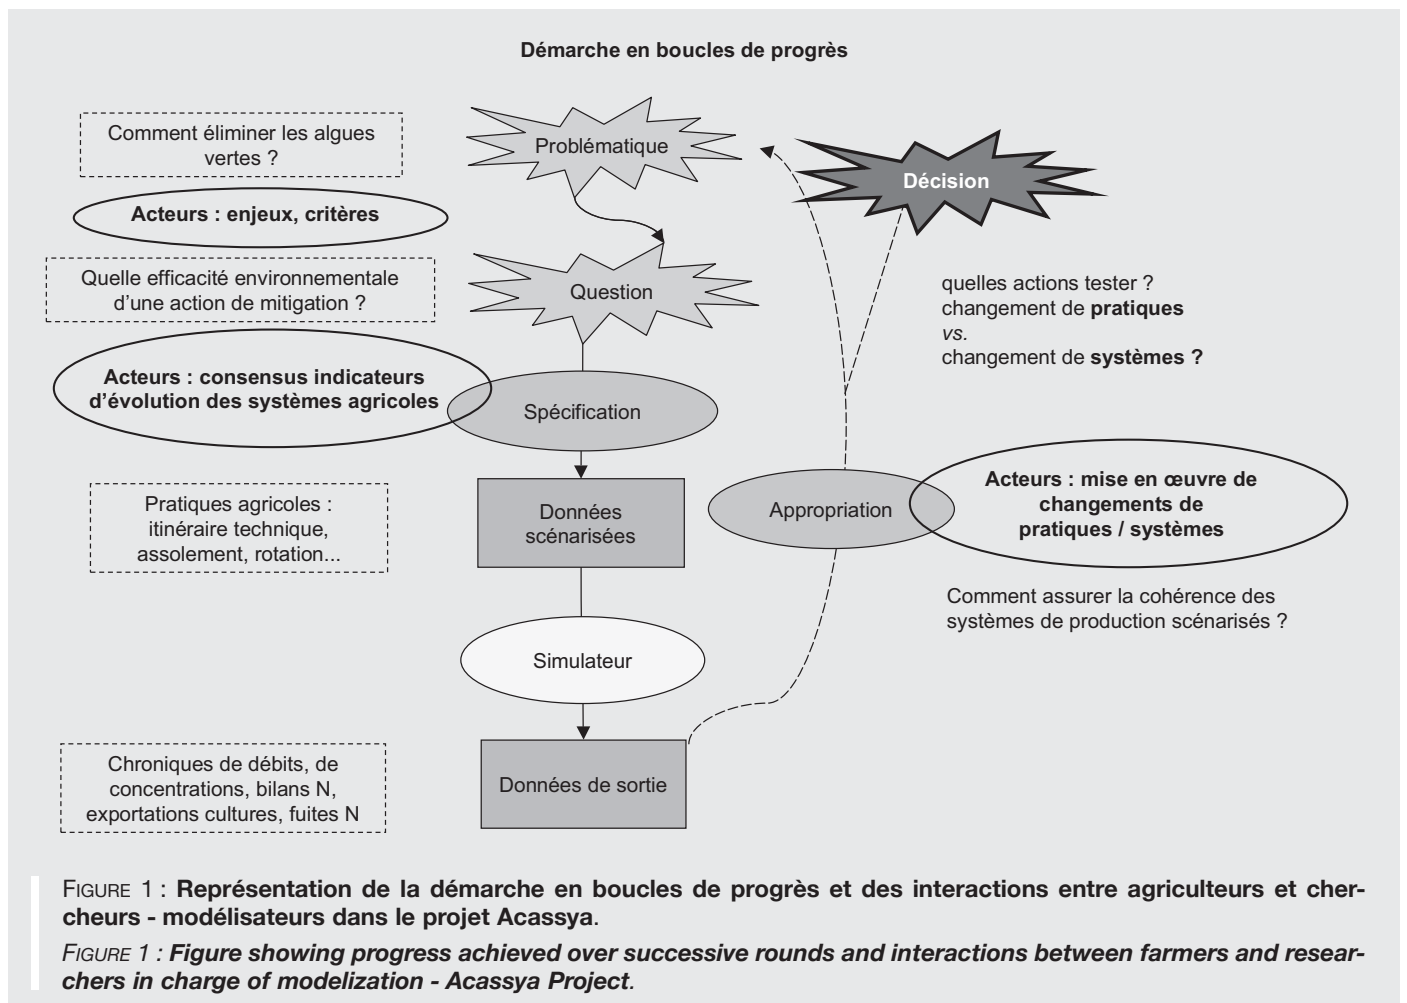 Démarche en boucles de progrès
Comment éliminer les algues
vertes ?
Problématique
Décision
Acteurs : enjeux, critères
Quelle efficacité environnementale
d'une action de mitigation ?
Question
quelles actions tester ?
changement de pratiques
vs.
changement de systèmes ?
Acteurs : consensus indicateurs
d'évolution des systèmes agricoles
Spécification
Pratiques agricoles :
itinéraire technique,
assolement, rotation...
Données
scénarisées
Appropriation
Acteurs : mise en œuvre de
changements de
pratiques / systèmes
Comment assurer la cohérence des
systèmes de production scénarisés ?
Simulateur
Chroniques de débits, de
concentrations, bilans N,
exportations cultures, fuites N
Données de sortie
FIGURE 1 : Représentation de la démarche en boucles de progrès et des interactions entre agriculteurs et cher-
cheurs - modélisateurs dans le projet Acassya.
FIGURE 1 : Figure showing progress achieved over successive rounds and interactions between farmers and resear-
chers in charge of modelization - Acassya Project.